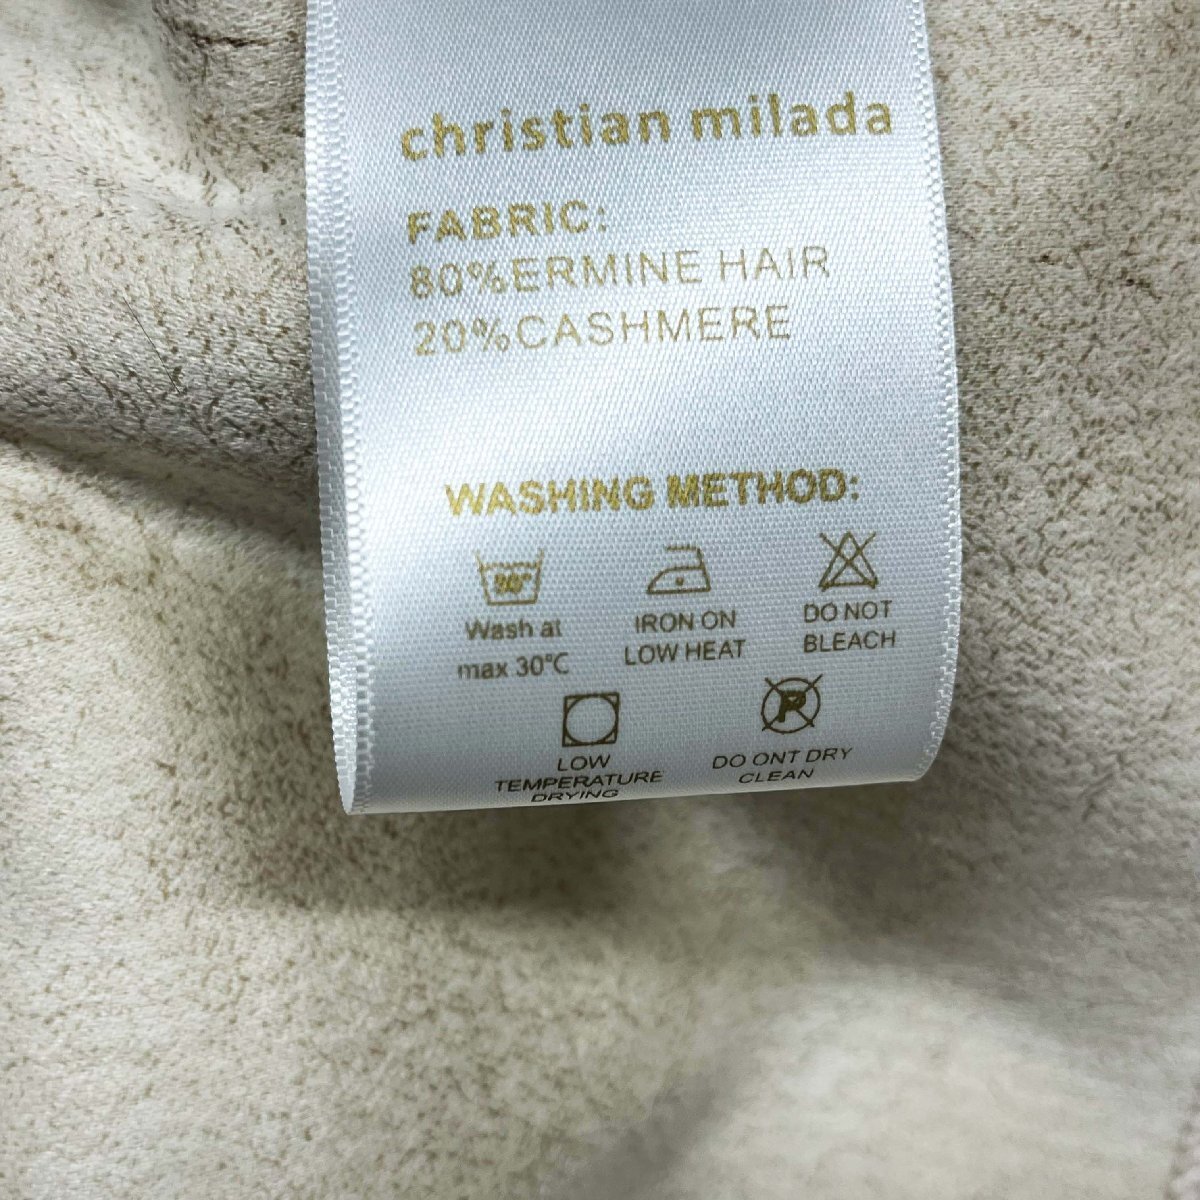 christian milada
FABRIC:
80%ERMINE HAIR
20%CASHMERE
WASHING METHOD:
30°
Wash at
max 30℃
IRON ON
LOW HEAT
DO NOT
BLEACH
LOW
TEMPERATURE
DRYING
P
DO ONT DRY
CLEAN